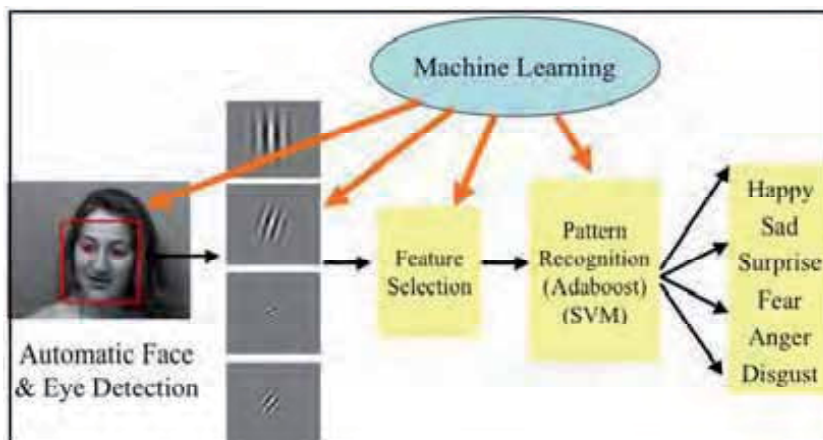 Machine Learning
Automatic Face
& Eye Detection
Feature
Selection
Pattern
Recognition
(Adaboost)
(SVM)
Happy
Sad
Surprise
Fear
Anger
Disgust